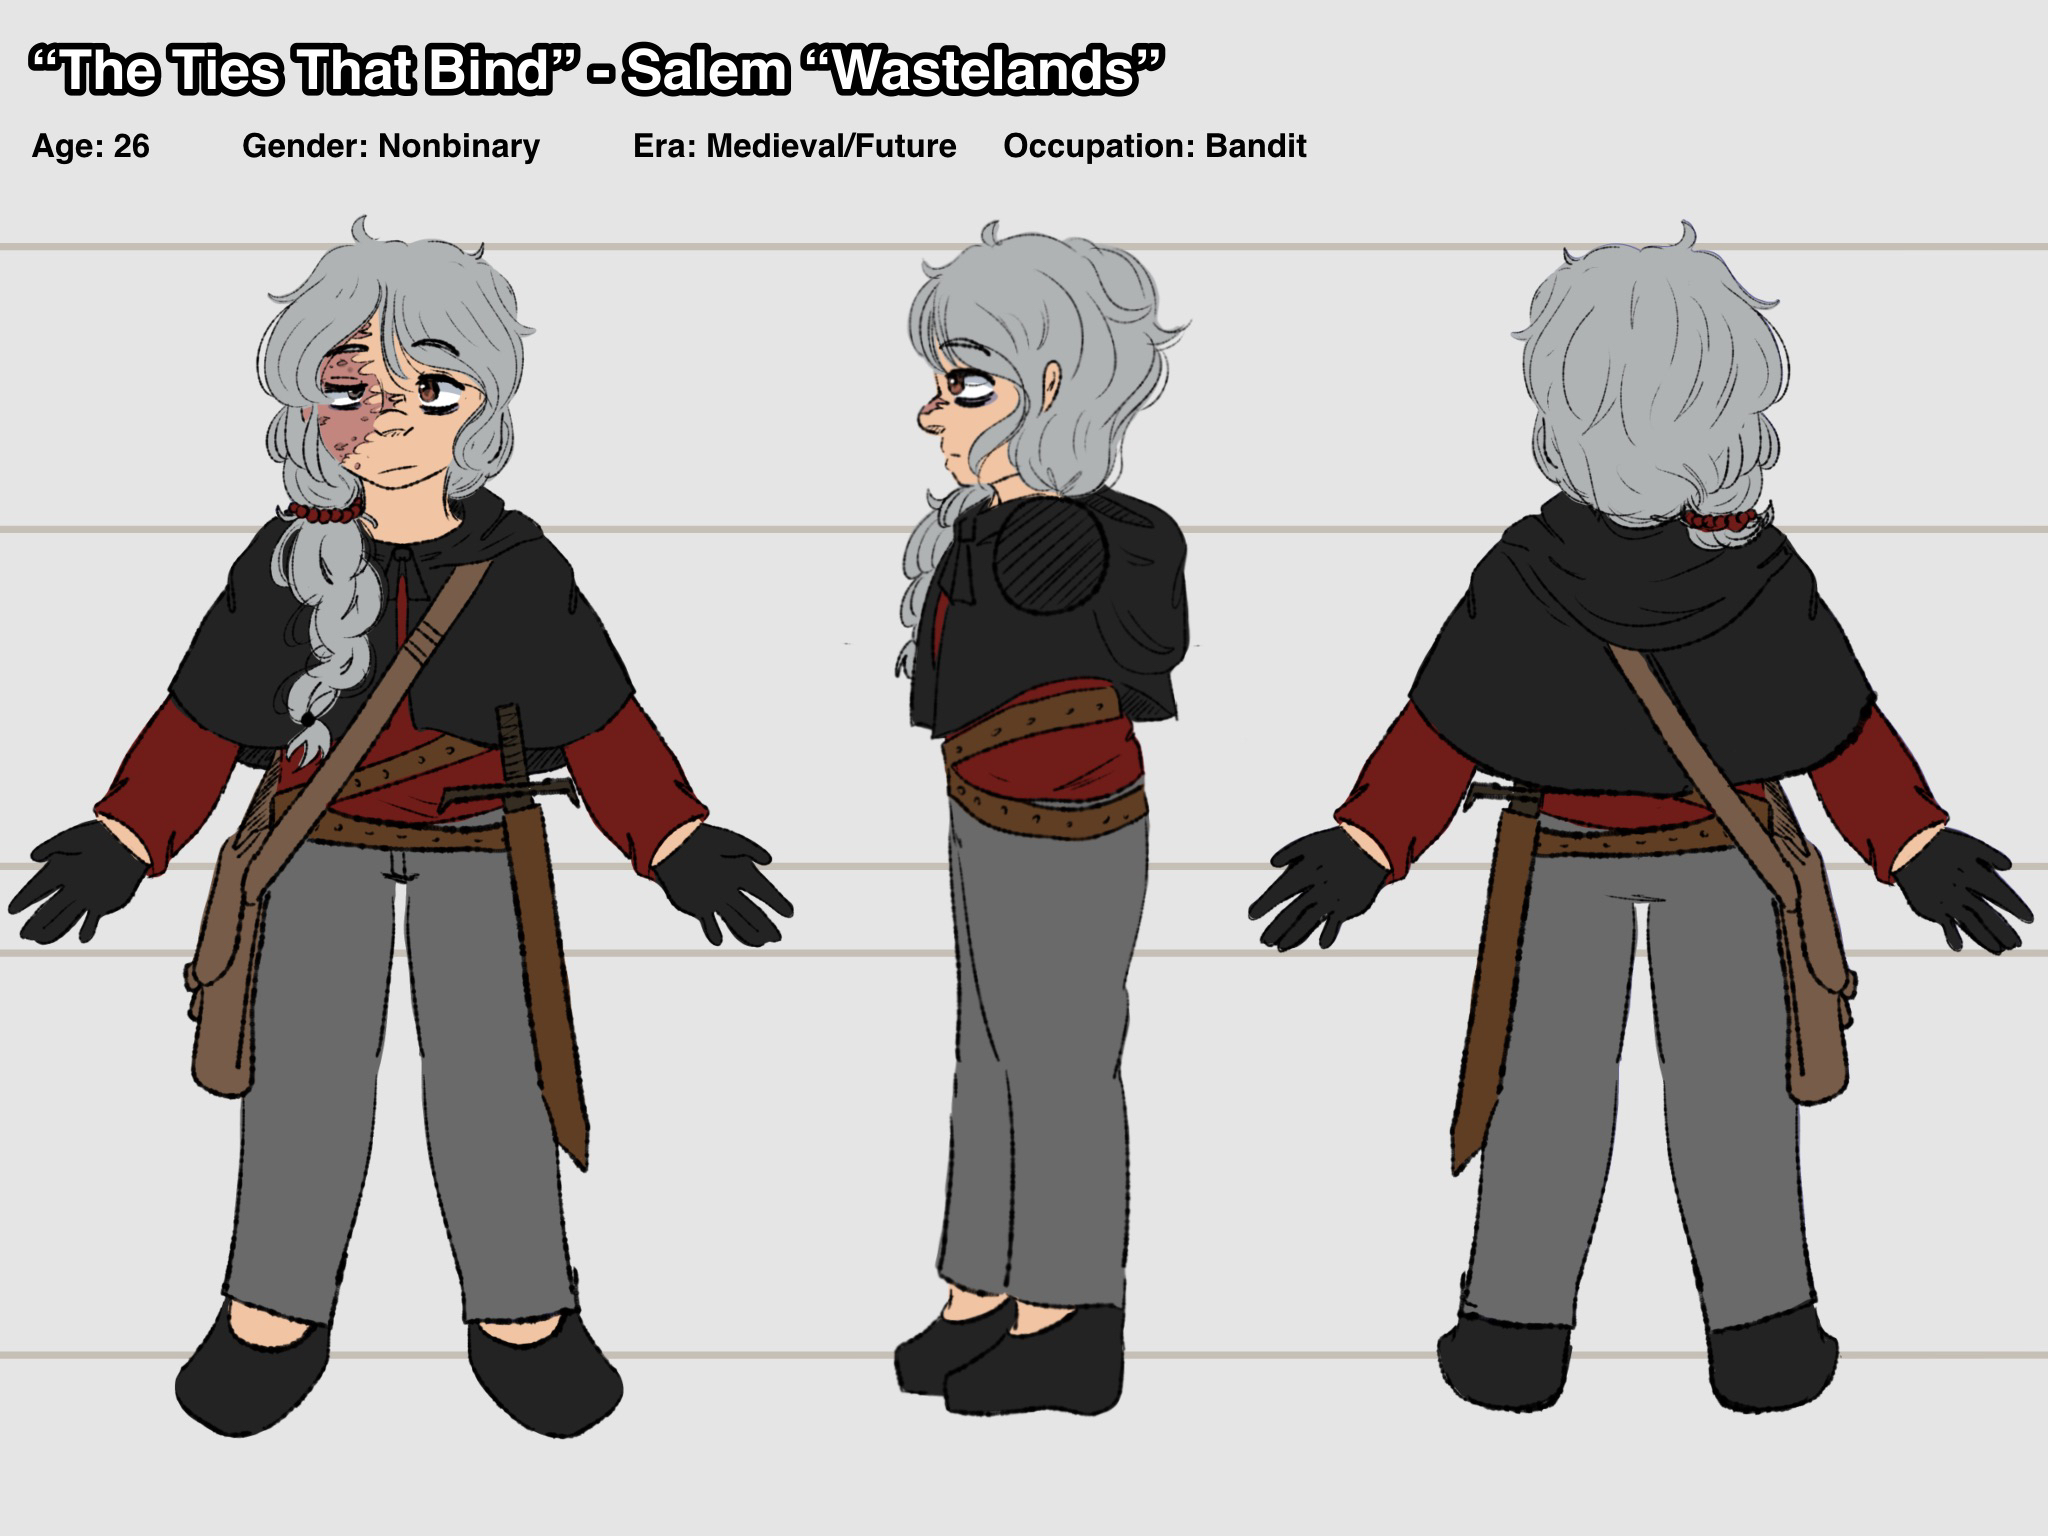 “The Ties That Bind” - Salem “Wastelands”
Age: 26 Gender: Nonbinary Era: Medieval/Future Occupation: Bandit